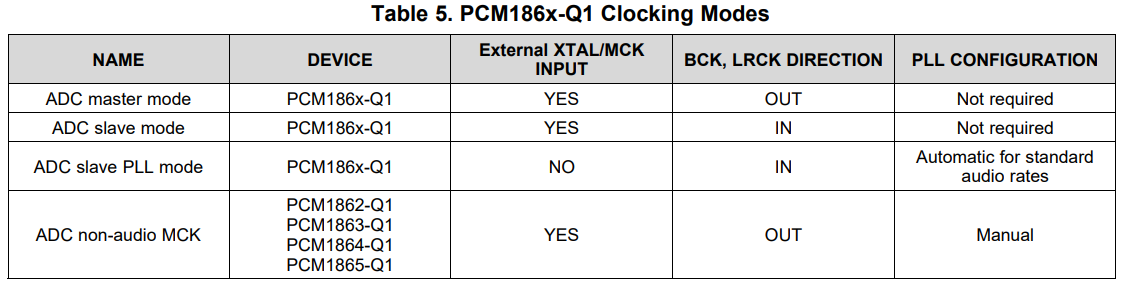 Table 5. PCM186x-Q1 Clocking Modes
NAME DEVICE External XTAL/MCK INPUT BCK, LRCK DIRECTION PLL CONFIGURATION
ADC master mode PCM186x-Q1 YES OUT Not required
ADC slave mode PCM186x-Q1 YES IN Not required
ADC slave PLL mode PCM186x-Q1 NO IN Automatic for standard
audio rates
ADC non-audio MCK PCM1862-Q1
PCM1863-Q1
PCM1864-Q1
PCM1865-Q1 YES OUT Manual